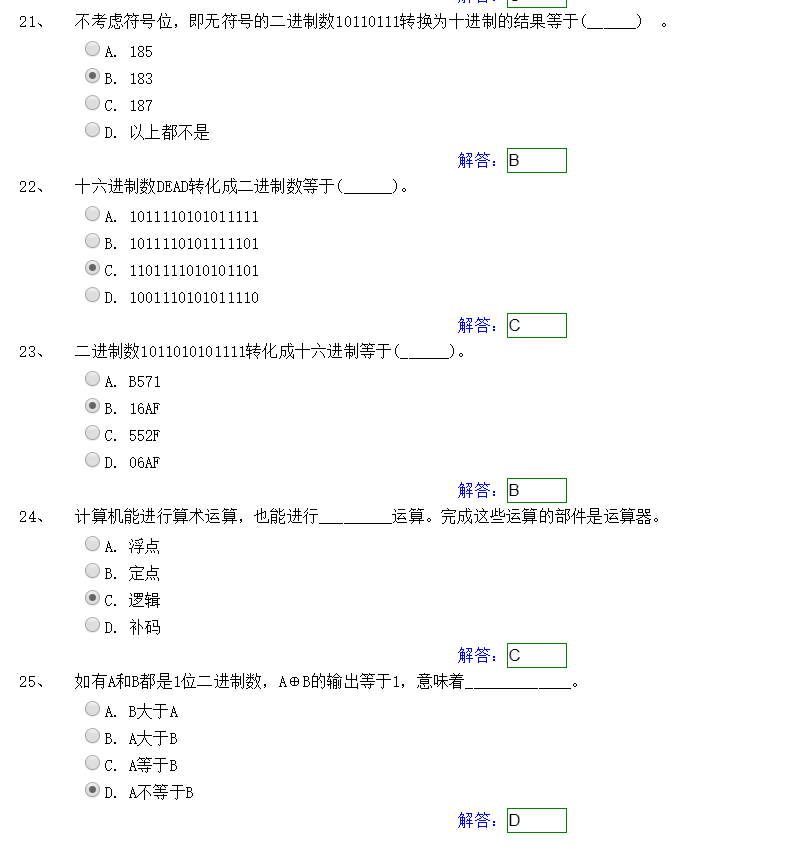 21、 不考虑符号位，即无符号的二进制数10110111转换为十进制的结果等于(______) 。
A. 185
B. 183
C. 187
D. 以上都不是
解答： B
22、 十六进制数DEAD转化成二进制数等于(______)。
A. 1011110101011111
B. 1011110101111101
C. 1101111010101101
D. 1001110101011110
解答： C
23、 二进制数1011010101111转化成十六进制等于(______)。
A. B571
B. 16AF
C. 552F
D. 06AF
解答： B
24、 计算机能进行算术运算，也能进行_________运算。完成这些运算的部件是运算器。
A. 浮点
B. 定点
C. 逻辑
D. 补码
解答： C
25、 如有A和B都是1位二进制数，A⊕B的输出等于1，意味着_____________。
A. B大于A
B. A大于B
C. A等于B
D. A不等于B
解答： D